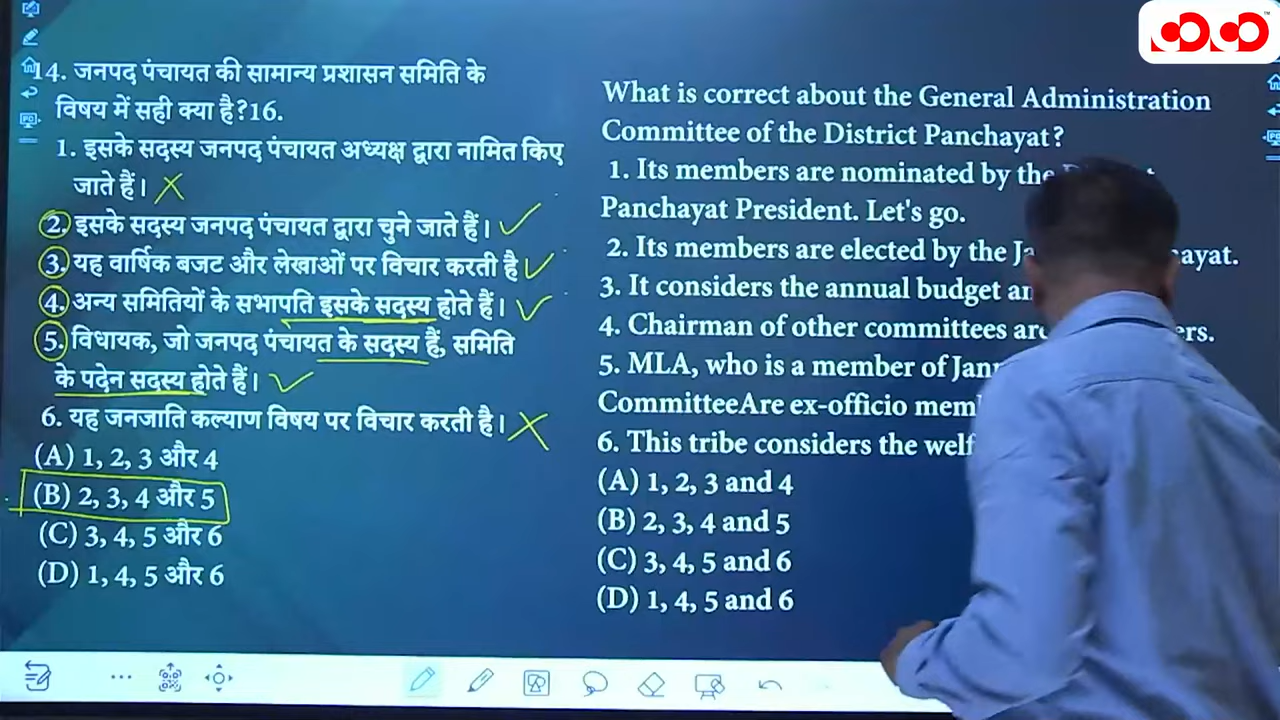 14. जनपद पंचायत की सामान्य प्रशासन समिति के
विषय में सही क्या है?16.
1. इसके सदस्य जनपद पंचायत अध्यक्ष द्वारा नामित किए
जाते हैं।
2. इसके सदस्य जनपद पंचायत द्वारा चुने जाते हैं।
3. यह वार्षिक बजट और लेखाओं पर विचार करती है
4. अन्य समितियों के सभापति इसके सदस्य होते हैं।
5. विधायक, जो जनपद पंचायत के सदस्य हैं, समिति
के पदेन सदस्य होते हैं।
6. यह जनजाति कल्याण विषय पर विचार करती है।
(A) 1, 2, 3 और 4
(B) 2, 3, 4 और 5
(C) 3, 4, 5 और 6
(D) 1, 4, 5 और 6
What is correct about the General Administration
Committee of the District Panchayat?
1. Its members are nominated by the
Panchayat President. Let's go.
2. Its members are elected by the
3. It considers the annual budget
4. Chairman of other committees
5. MLA, who is a member of
CommitteeAre ex-officio
6. This tribe considers the
(A) 1, 2, 3 and 4
(B) 2, 3, 4 and 5
(C) 3, 4, 5 and 6
(D) 1, 4, 5 and 6